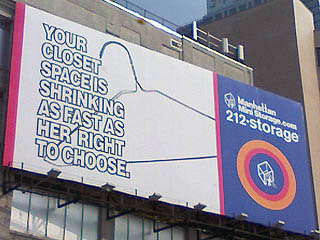 YOUR
CLOSET
SPACE IS
SHRINKING
AS FAST AS
HER RIGHT
TO CHOOSE.
Manhattan
Mini Storage.com
212-storage